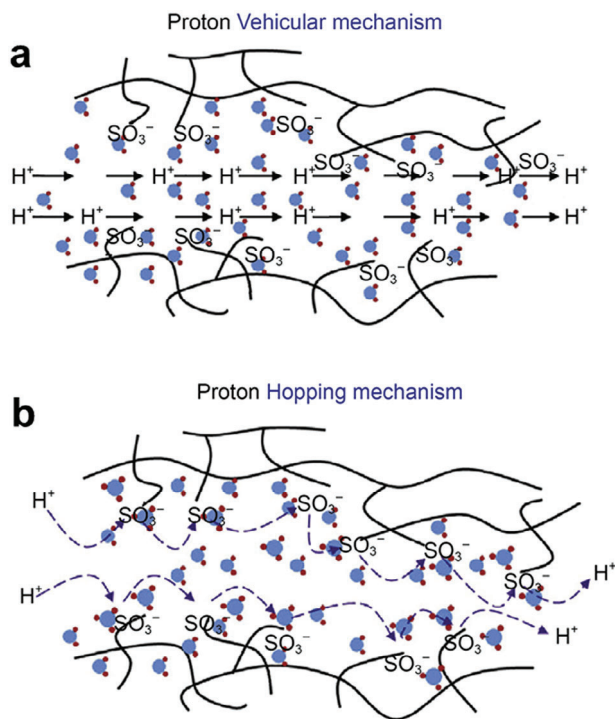 Proton Vehicular mechanism
a
SO₃⁻ SO₃⁻ SO₃⁻
SO₃⁻ SO₃⁻ SO₃⁻
H⁺ H⁺ H⁺ H⁺ H⁺ H⁺
H⁺ H⁺ H⁺ H⁺ H⁺ H⁺
SO₃⁻ SO₃⁻
SO₃⁻ SO₃⁻
SO₃⁻
Proton Hopping mechanism
b
H⁺ SO₃⁻ SO₃⁻ SO₃⁻
SO₃⁻ SO₃⁻
SO₃⁻ H⁺
H⁺
SO₃⁻ SO₃⁻ SO₃⁻ H⁺
SO₃⁻
SO₃⁻